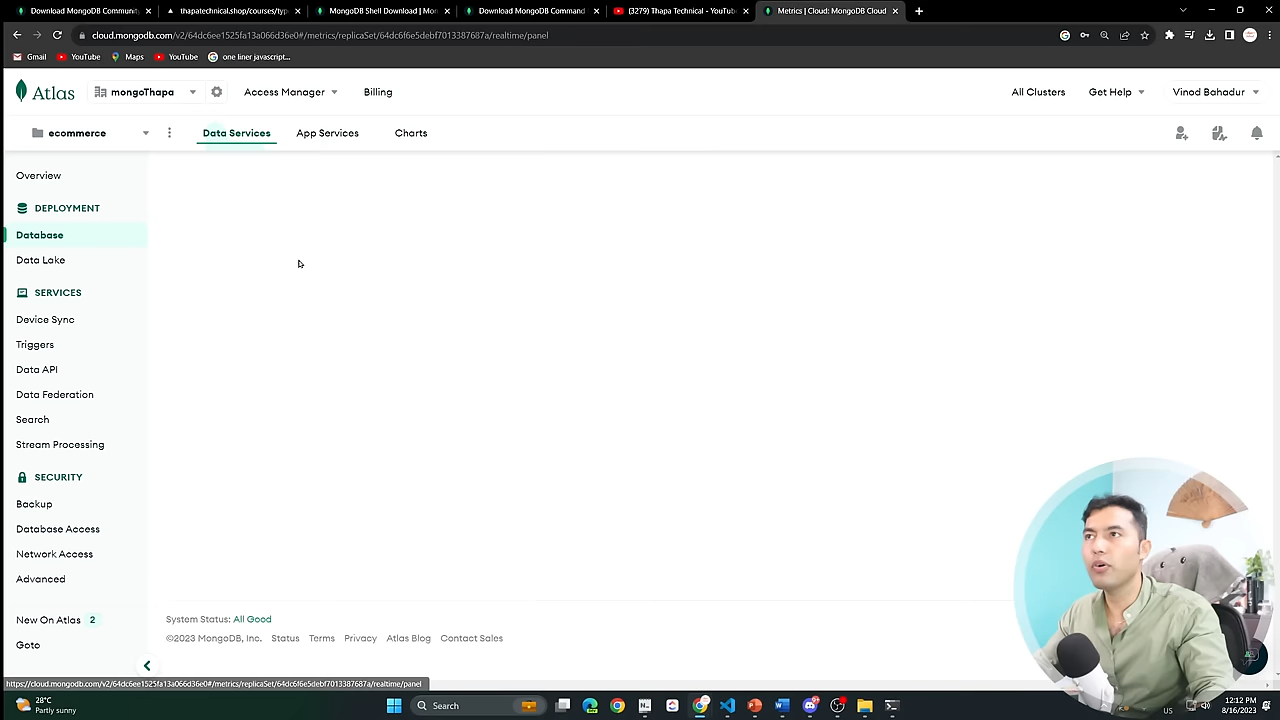 Download MongoDB Communit
thapatechnical.shop/courses/typ
MongoDB Shell Download | Mon
Download MongoDB Command
(3279) Thapa Technical - YouTub
Metrics | Cloud: MongoDB Cloud
cloud.mongodb.com/v2/64dc6ee1525fa13a066d36e0#/metrics/replicaSet/64dc6f6e5debf7013387687a/realtime/panel
Gmail
YouTube
Maps
YouTube
one liner javascript...
Atlas
mongoThapa
Access Manager
Billing
All Clusters
Get Help
Vinod Bahadur
ecommerce
Data Services
App Services
Charts
Overview
DEPLOYMENT
Database
Data Lake
SERVICES
Device Sync
Triggers
Data API
Data Federation
Search
Stream Processing
SECURITY
Backup
Database Access
Network Access
Advanced
New On Atlas 2
Goto
System Status: All Good
©2023 MongoDB, Inc. Status Terms Privacy Atlas Blog Contact Sales
https://cloud.mongodb.com/v2/64dc6ee1525fa13a066d36e0#/metrics/replicaSet/64dc6f6e5debf7013387687a/realtime/panel
28°C
Partly sunny
Search
US
12:12 PM
8/16/2023